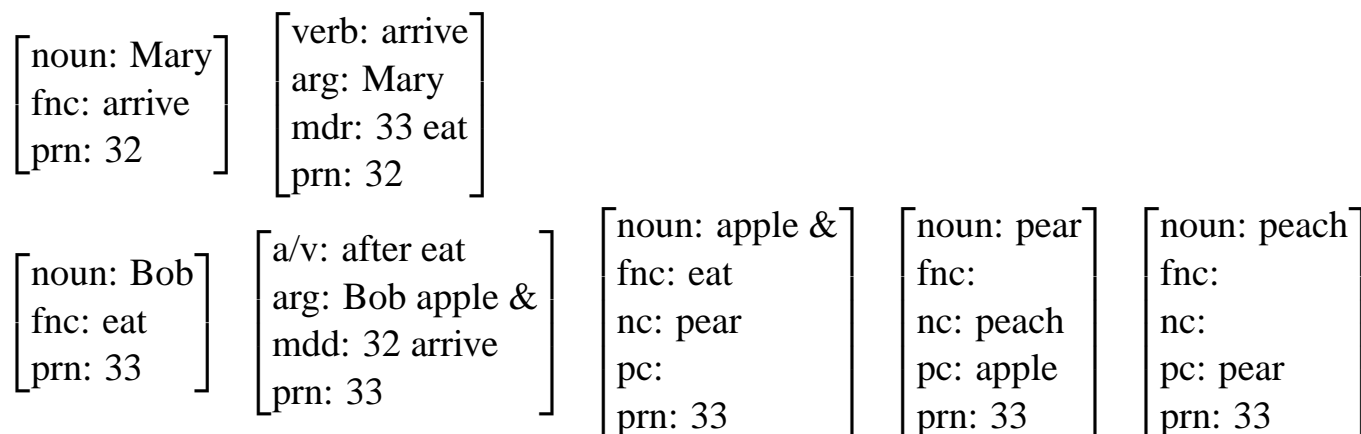 noun: Mary
fnc: arrive
prn: 32
verb: arrive
arg: Mary
mdr: 33 eat
prn: 32
noun: Bob
fnc: eat
prn: 33
a/v: after eat
arg: Bob apple &
mdd: 32 arrive
prn: 33
noun: apple &
fnc: eat
nc: pear
pc:
prn: 33
noun: pear
fnc:
nc: peach
pc: apple
prn: 33
noun: peach
fnc:
nc:
pc: pear
prn: 33